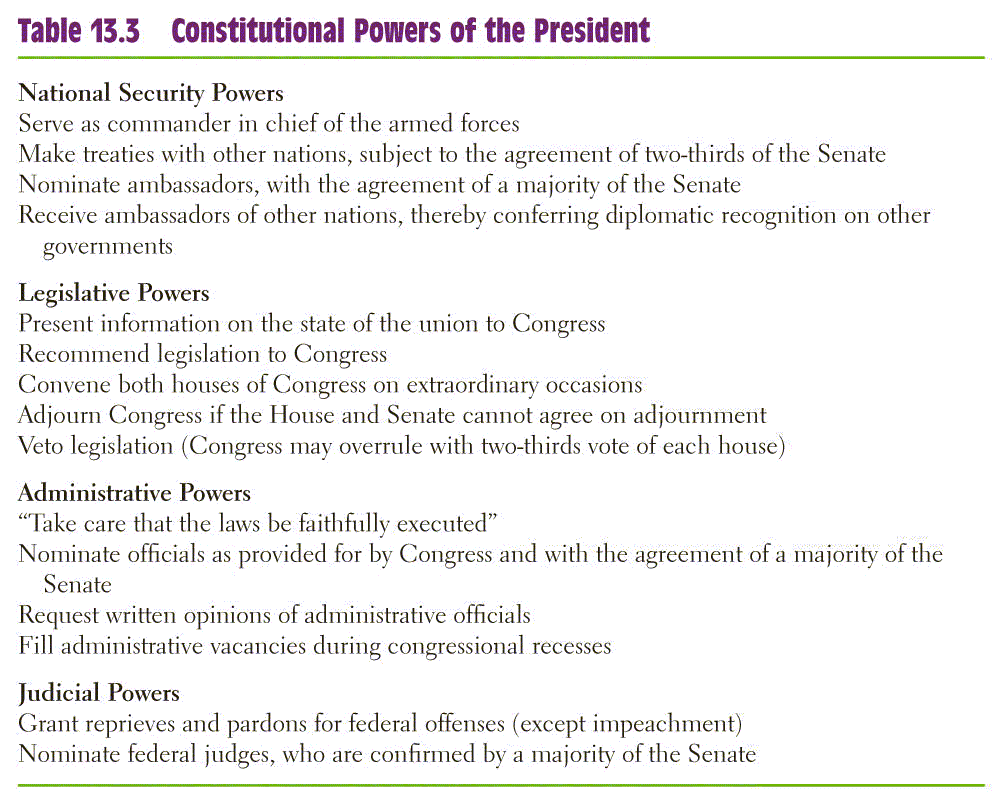 Table 13.3 Constitutional Powers of the President
National Security Powers
Serve as commander in chief of the armed forces
Make treaties with other nations, subject to the agreement of two-thirds of the Senate
Nominate ambassadors, with the agreement of a majority of the Senate
Receive ambassadors of other nations, thereby conferring diplomatic recognition on other
governments
Legislative Powers
Present information on the state of the union to Congress
Recommend legislation to Congress
Convene both houses of Congress on extraordinary occasions
Adjourn Congress if the House and Senate cannot agree on adjournment
Veto legislation (Congress may overrule with two-thirds vote of each house)
Administrative Powers
“Take care that the laws be faithfully executed”
Nominate officials as provided for by Congress and with the agreement of a majority of the
Senate
Request written opinions of administrative officials
Fill administrative vacancies during congressional recesses
Judicial Powers
Grant reprieves and pardons for federal offenses (except impeachment)
Nominate federal judges, who are confirmed by a majority of the Senate